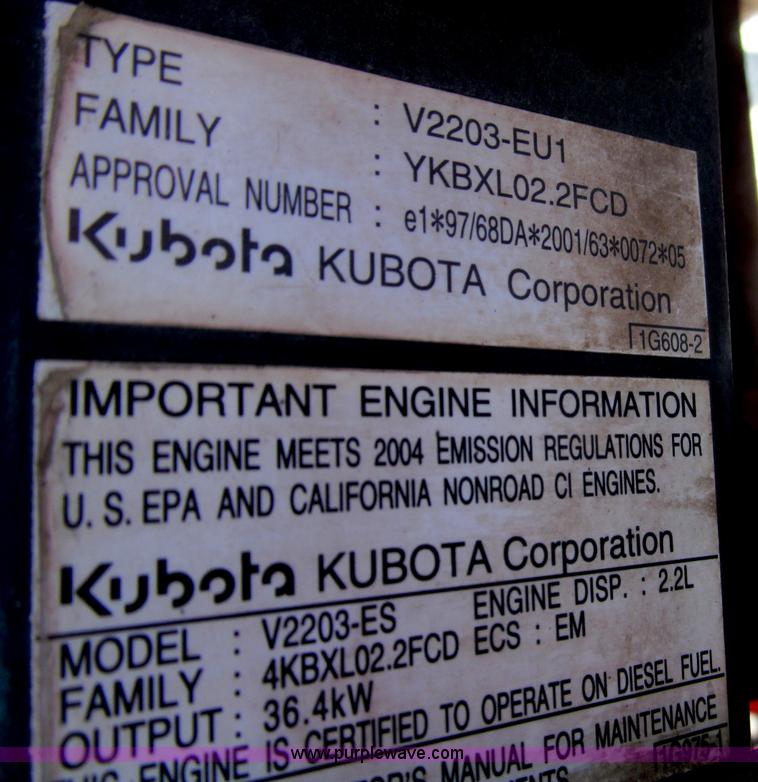 TYPE : V2203-EU1
FAMILY : YKBXL02.2FCD
APPROVAL NUMBER : e1*97/68DA*2001/63*0072*05
Kubota KUBOTA Corporation
1G608-2
IMPORTANT ENGINE INFORMATION
THIS ENGINE MEETS 2004 EMISSION REGULATIONS FOR
U.S. EPA AND CALIFORNIA NONROAD CI ENGINES.
Kubota KUBOTA Corporation
MODEL : V2203-ES ENGINE DISP. : 2.2L
FAMILY : 4KBXL02.2FCD ECS : EM
OUTPUT : 36.4kW
THIS ENGINE IS CERTIFIED TO OPERATE ON DIESEL FUEL.
MANUAL FOR MAINTENANCE
www.purplewave.com